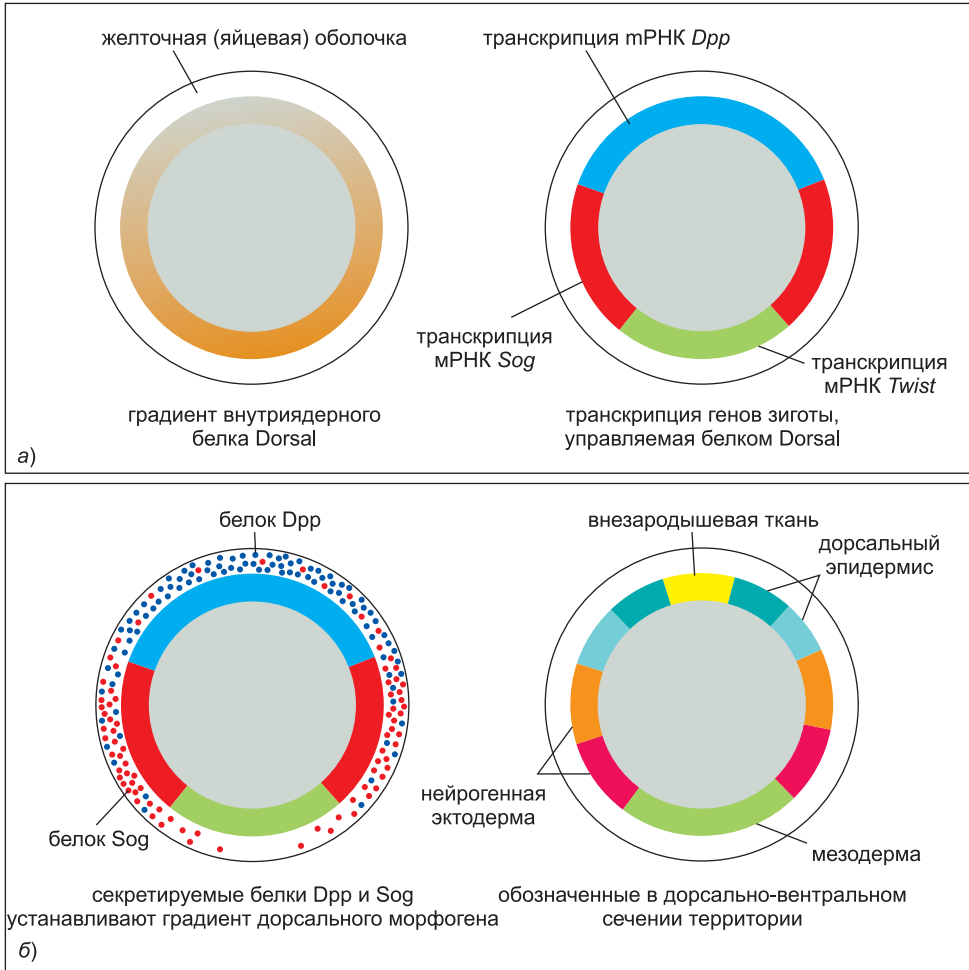 желточная (яйцевая) оболочка
транскрипция mРНК Dpp
транскрипция
мРНК Sog
транскрипция
мРНК Twist
градиент внутриядерного
белка Dorsal
транскрипция генов зиготы,
управляемая белком Dorsal
а)
белок Dpp
внезародышевая ткань
дорсальный
эпидермис
нейрогенная
эктодерма
белок Sog
мезодерма
секретируемые белки Dpp и Sog
устанавливают градиент дорсального морфогена
обозначенные в дорсально-вентральном
сечении территории
б)